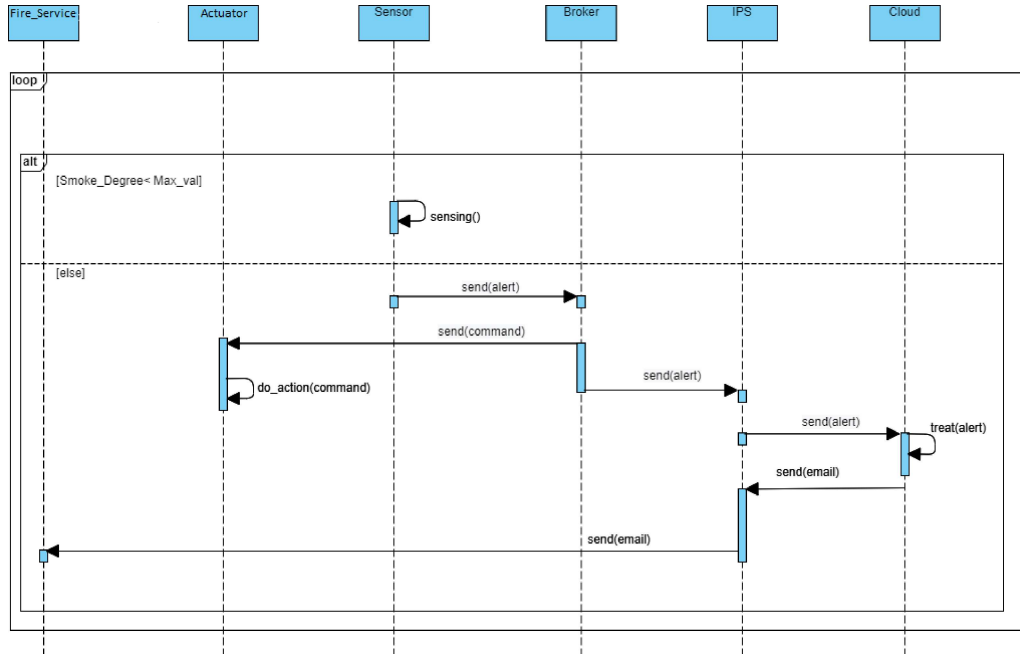 Fire_Service
Actuator
Sensor
Broker
IPS
Cloud
loop
alt
[Smoke_Degree< Max_val]
sensing()
[else]
send(alert)
send(command)
do_action(command)
send(alert)
send(alert)
treat(alert)
send(email)
send(email)